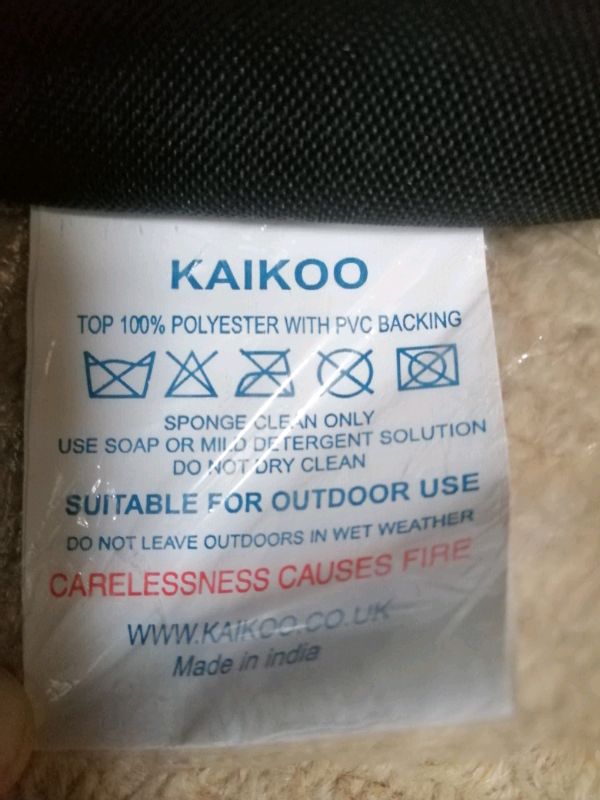 KAIKOO
TOP 100% POLYESTER WITH PVC BACKING
SPONGE CLEAN ONLY
USE SOAP OR MILD DETERGENT SOLUTION
DO NOT DRY CLEAN
SUITABLE FOR OUTDOOR USE
DO NOT LEAVE OUTDOORS IN WET WEATHER
CARELESSNESS CAUSES FIRE
WWW.KAIKOO.CO.UK
Made in india